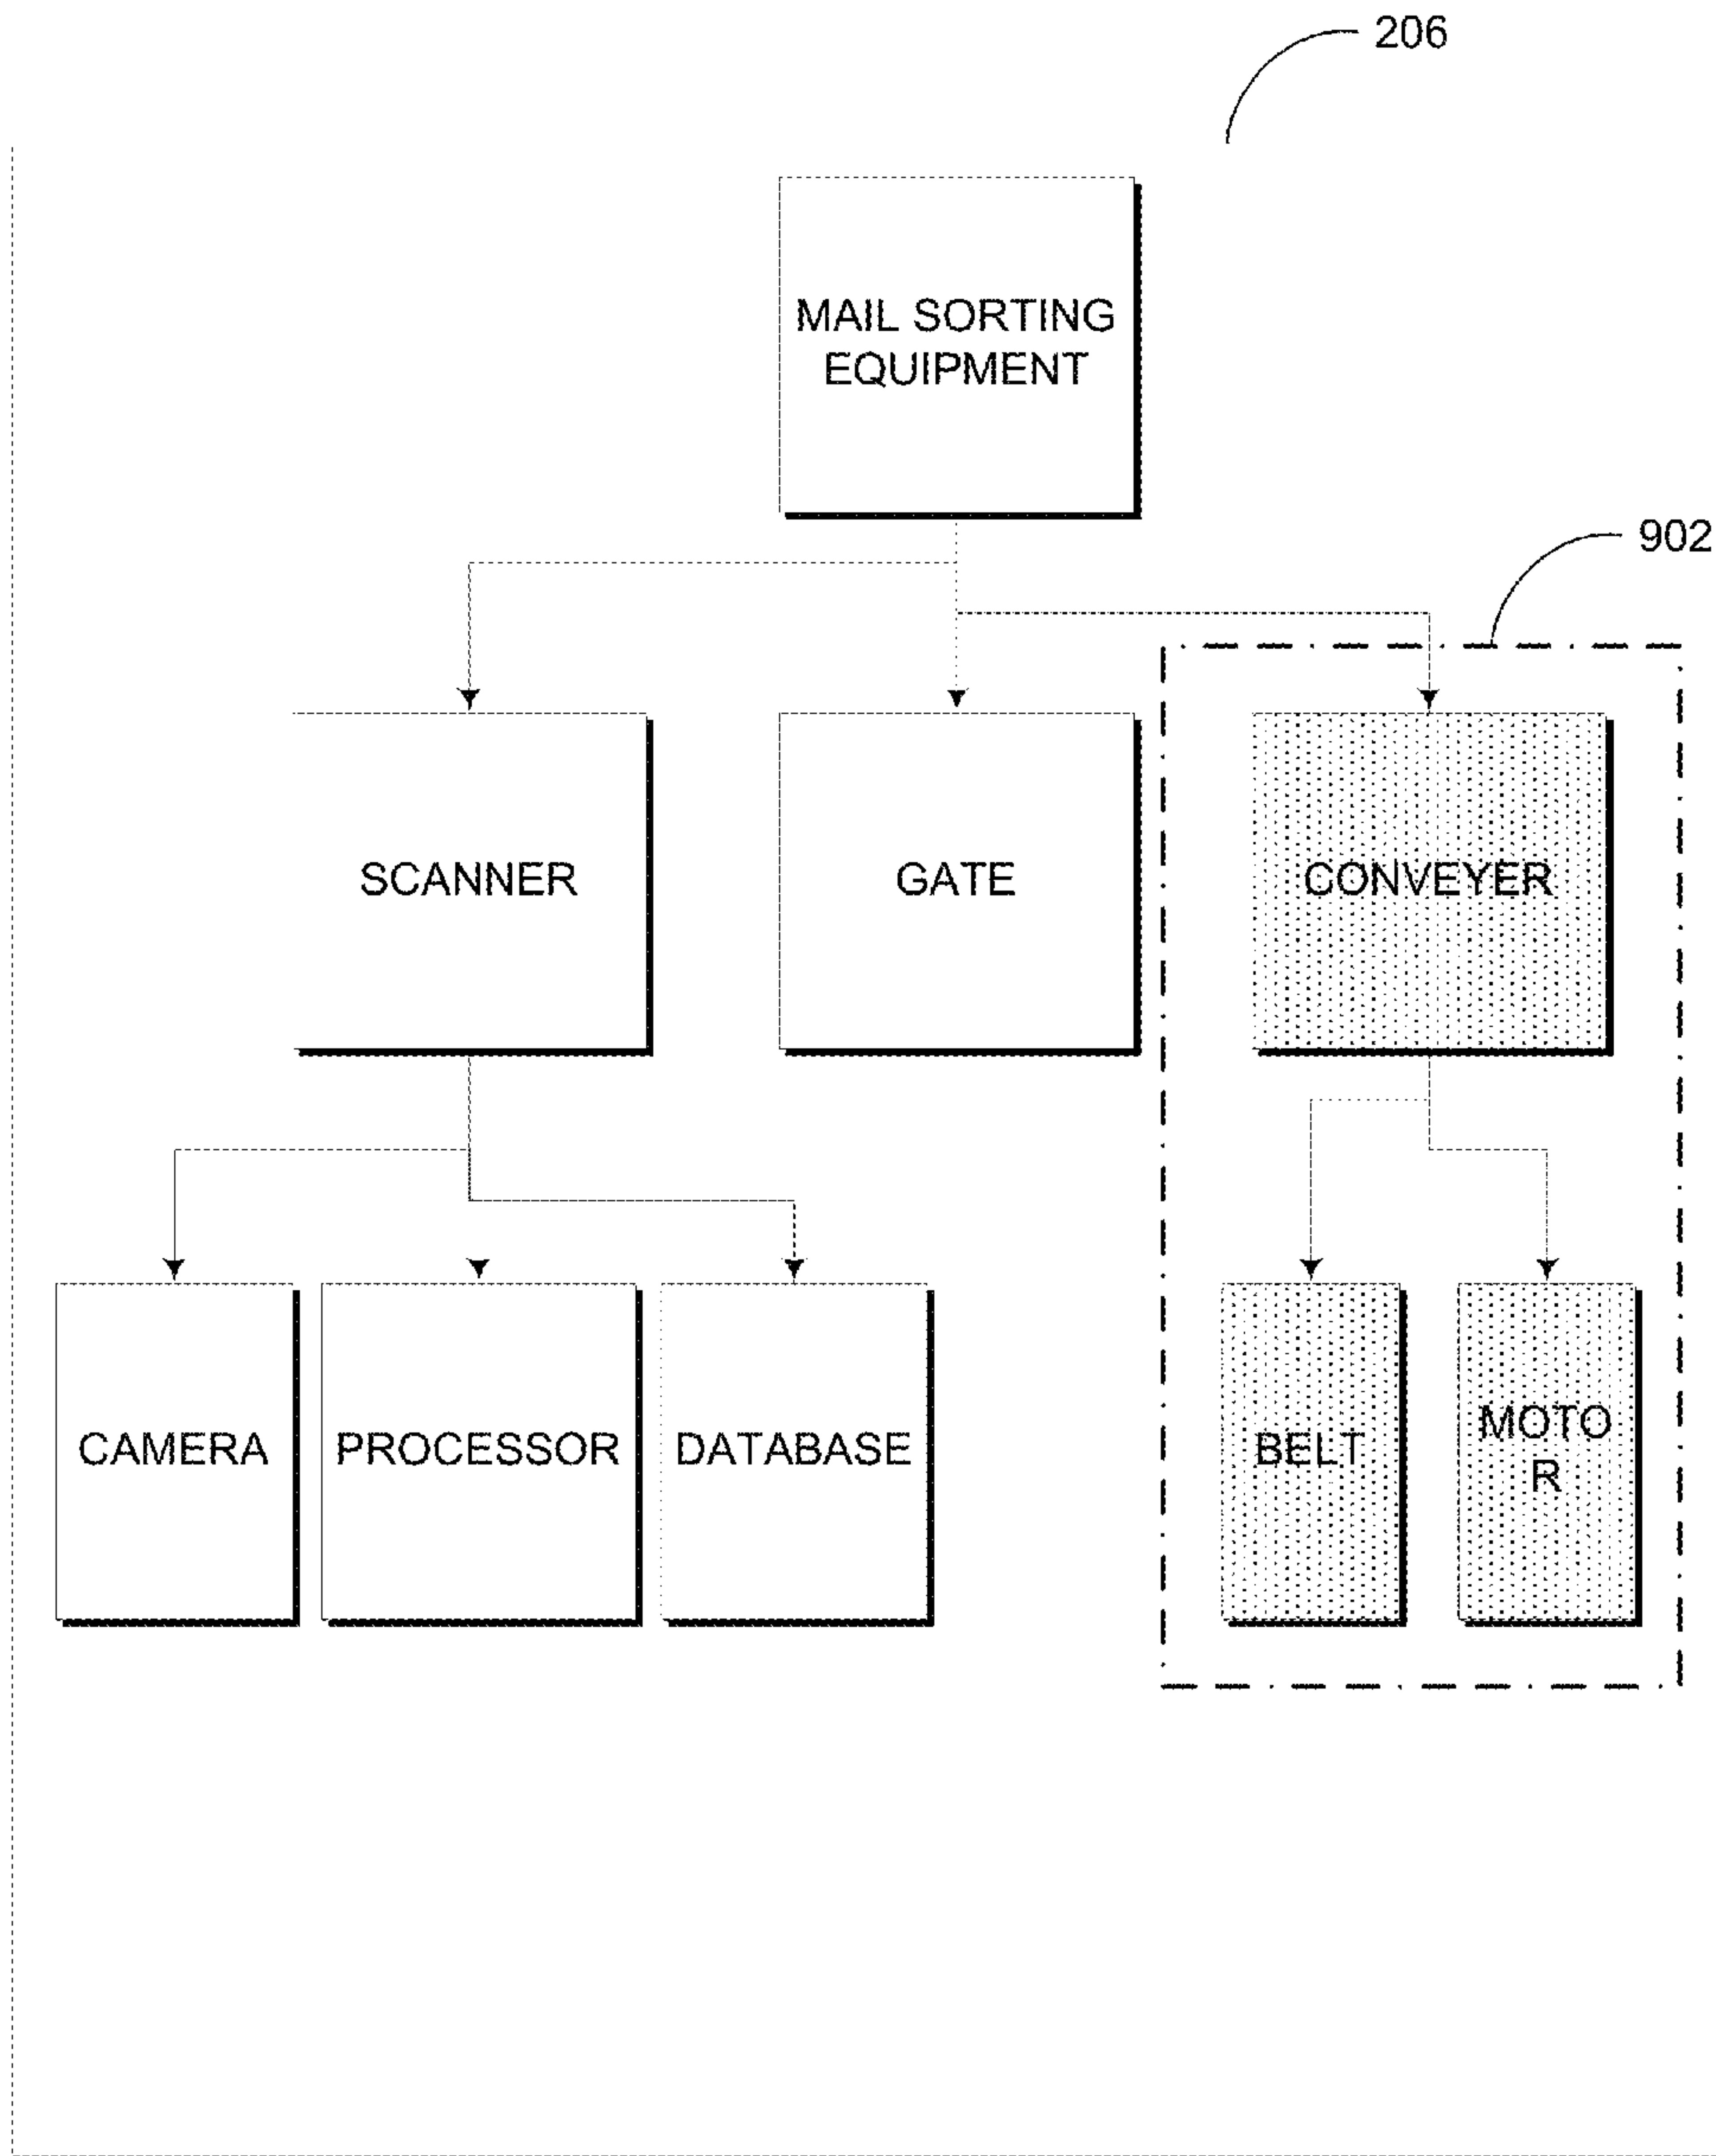 206
MAIL SORTING
EQUIPMENT
902
SCANNER
GATE
CONVEYER
CAMERA
PROCESSOR
DATABASE
BELT
MOTO
R